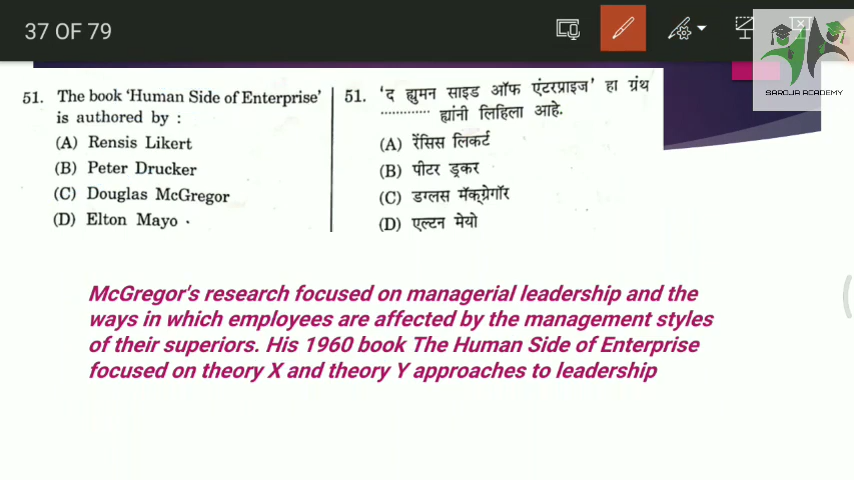 37 OF 79
SAROJA ACADEMY
51. The book 'Human Side of Enterprise'
is authored by :
(A) Rensis Likert
(B) Peter Drucker
(C) Douglas McGregor
(D) Elton Mayo
51. 'द ह्युमन साइड ऑफ एंटरप्राइज' हा ग्रंथ
............ ह्यांनी लिहिला आहे.
(A) रेंसिस लिकर्ट
(B) पीटर ड्रकर
(C) डग्लस मॅक्ग्रेगॉर
(D) एल्टन मेयो
McGregor's research focused on managerial leadership and the
ways in which employees are affected by the management styles
of their superiors. His 1960 book The Human Side of Enterprise
focused on theory X and theory Y approaches to leadership